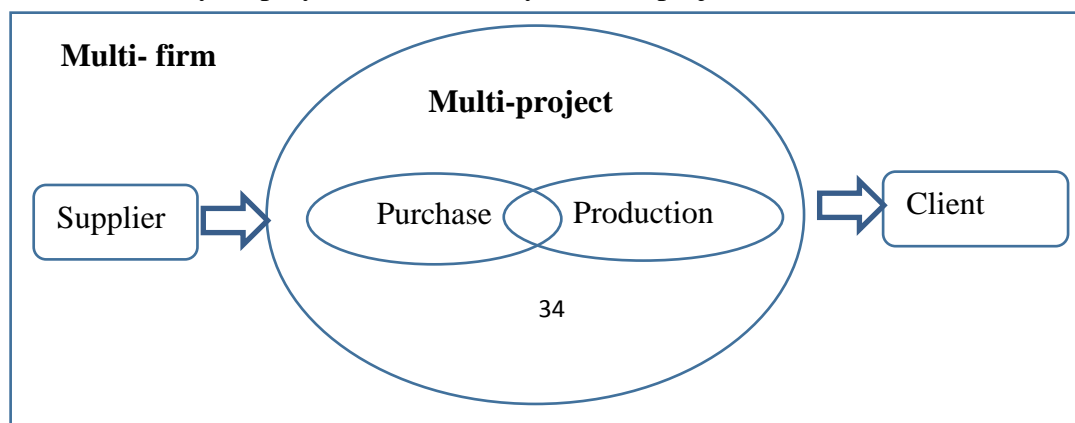 Multi- firm
Multi-project
Supplier
Purchase
Production
Client
34